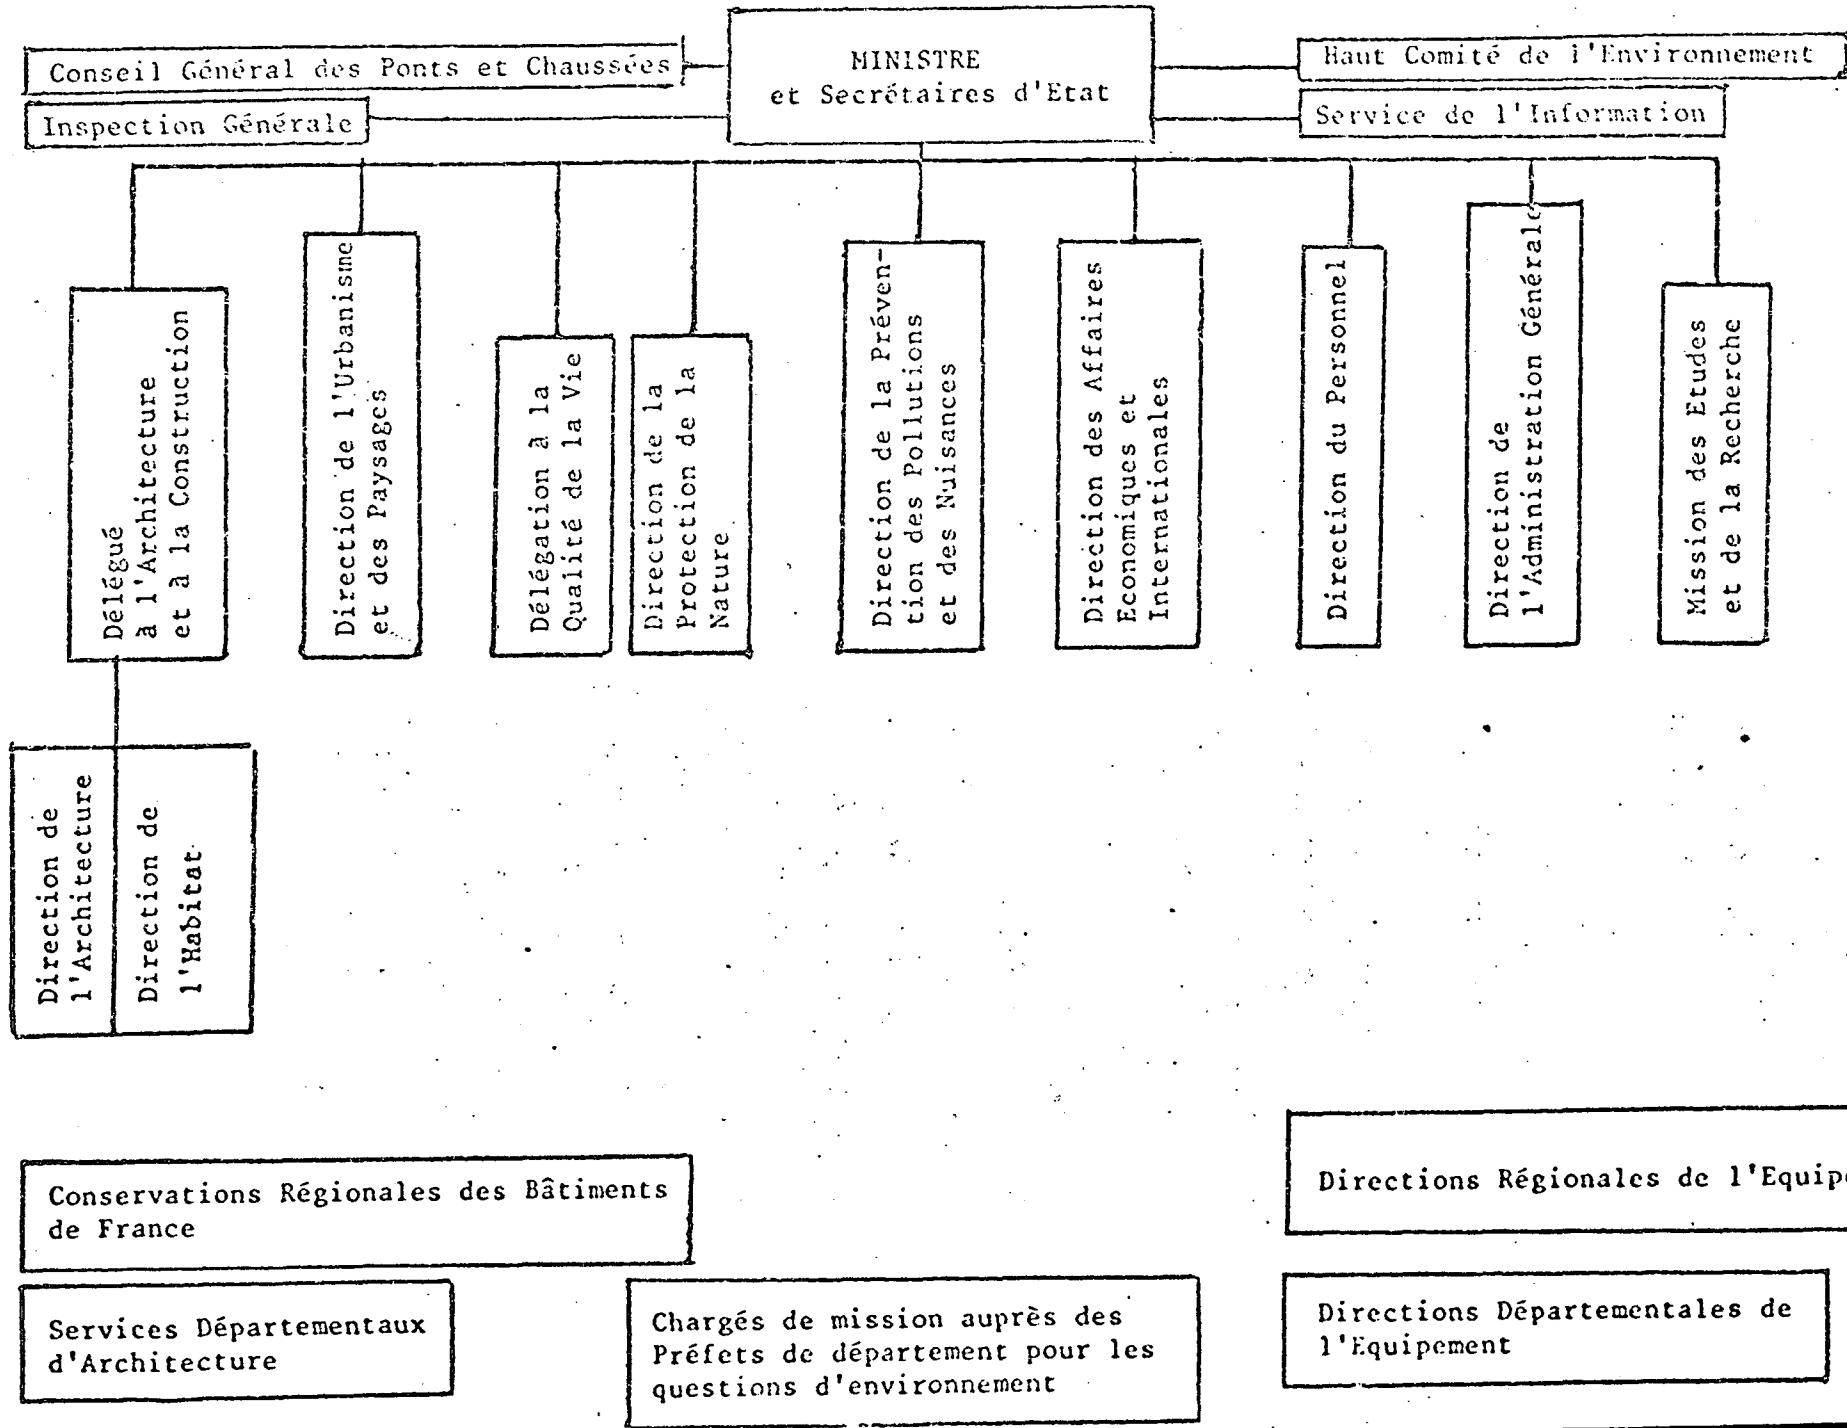 Conseil Général des Ponts et Chaussées
Inspection Générale
MINISTRE
et Secrétaires d'Etat
Haut Comité de l'Environnement
Service de l'Information
Délégué
à l'Architecture
et à la Construction
Direction de l'Urbanisme
et des Paysages
Délégation à la
Qualité de la Vie
Direction de la
Protection de la
Nature
Direction de la Préven-
tion des Pollutions
et des Nuisances
Direction des Affaires
Economiques et
Internationales
Direction du Personnel
Direction de
l'Administration Générale
Mission des Etudes
et de la Recherche
Direction de
l'Architecture
Direction de
l'Habitat
Conservations Régionales des Bâtiments
de France
Directions Régionales de l'Equip
Services Départementaux
d'Architecture
Chargés de mission auprès des
Préfets de département pour les
questions d'environnement
Directions Départementales de
l'Equipement